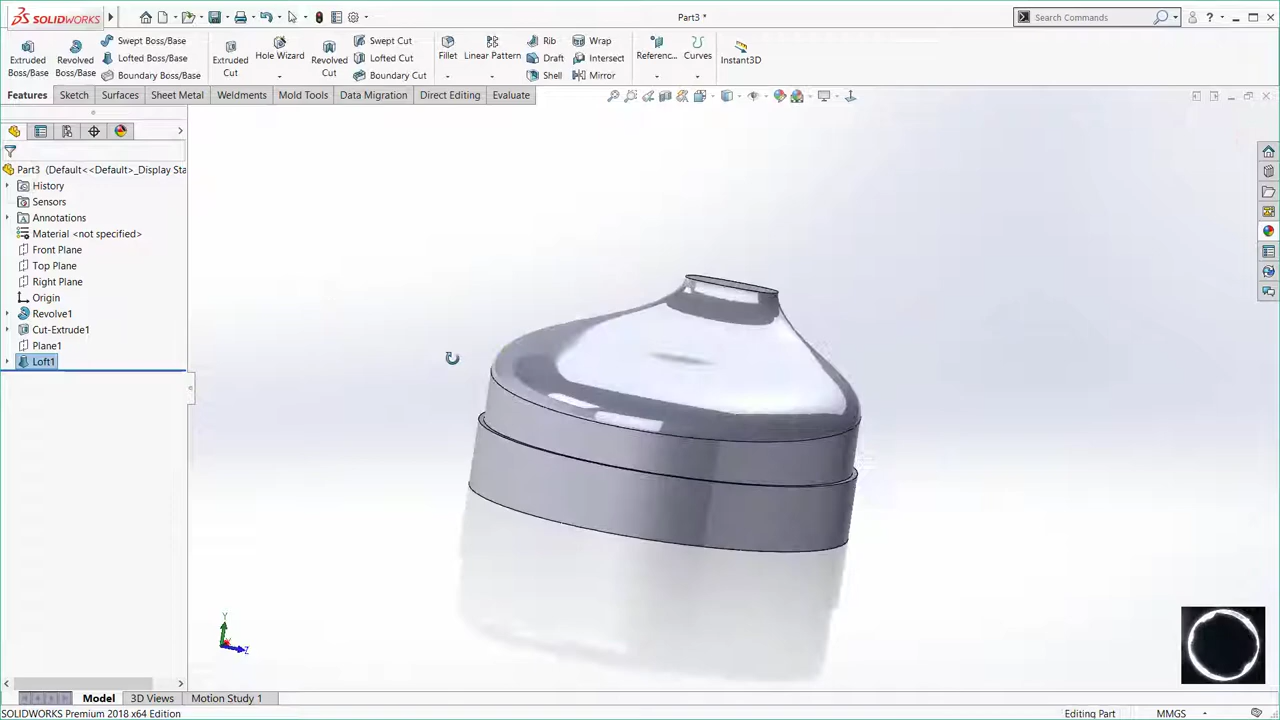 SOLIDWORKS
Part3 *
Search Commands
Extruded Boss/Base
Revolved Boss/Base
Swept Boss/Base
Lofted Boss/Base
Boundary Boss/Base
Extruded Cut
Hole Wizard
Revolved Cut
Swept Cut
Lofted Cut
Boundary Cut
Fillet
Linear Pattern
Rib
Draft
Shell
Wrap
Intersect
Mirror
Referenc...
Curves
Instant3D
Features
Sketch
Surfaces
Sheet Metal
Weldments
Mold Tools
Data Migration
Direct Editing
Evaluate
Part3 (Default<<Default>_Display Sta
History
Sensors
Annotations
Material <not specified>
Front Plane
Top Plane
Right Plane
Origin
Revolve1
Cut-Extrude1
Plane1
Loft1
Y
Z
Model
3D Views
Motion Study 1
SOLIDWORKS Premium 2018 x64 Edition
Editing Part
MMGS